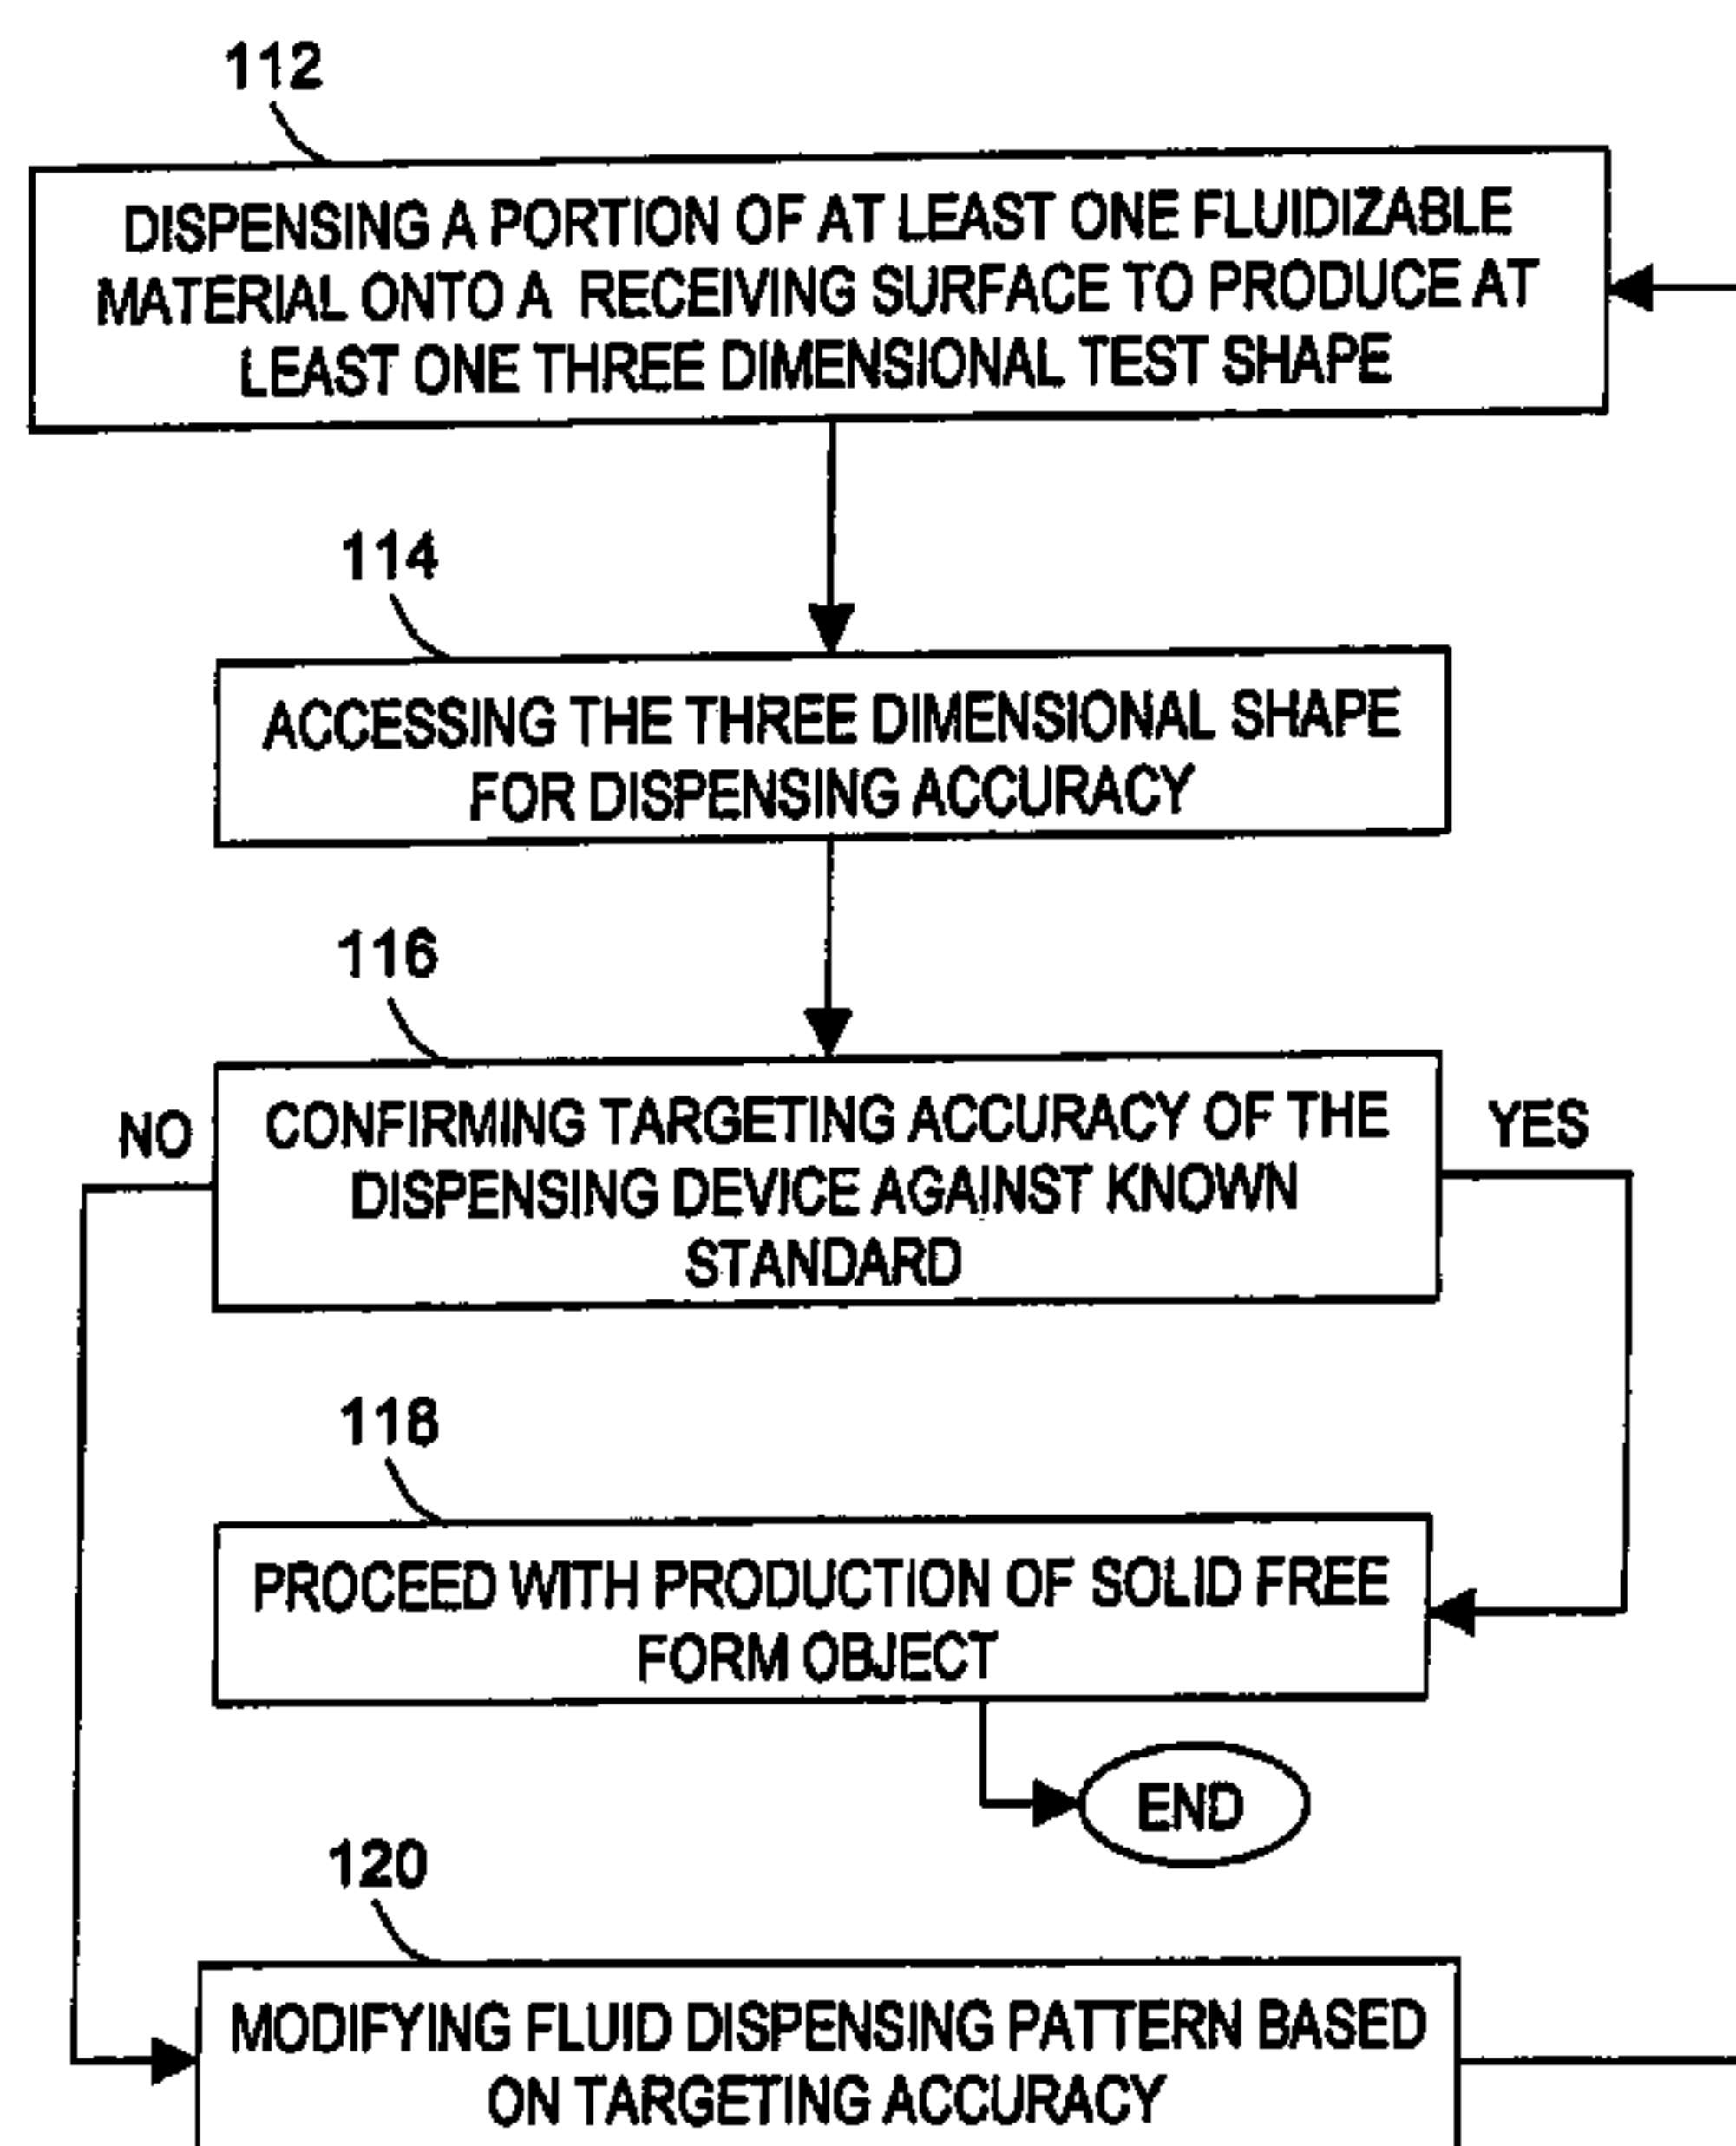 112
DISPENSING A PORTION OF AT LEAST ONE FLUIDIZABLE
MATERIAL ONTO A RECEIVING SURFACE TO PRODUCE AT
LEAST ONE THREE DIMENSIONAL TEST SHAPE
114
ACCESSING THE THREE DIMENSIONAL SHAPE
FOR DISPENSING ACCURACY
116
NO
CONFIRMING TARGETING ACCURACY OF THE
DISPENSING DEVICE AGAINST KNOWN
STANDARD
YES
118
PROCEED WITH PRODUCTION OF SOLID FREE
FORM OBJECT
END
120
MODIFYING FLUID DISPENSING PATTERN BASED
ON TARGETING ACCURACY